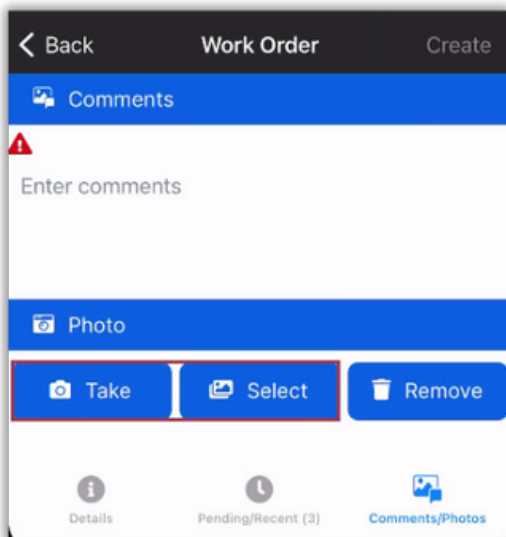 Back Work Order Create
Comments
Enter comments
Photo
Take Select Remove
Details Pending/Recent (3) Comments/Photos